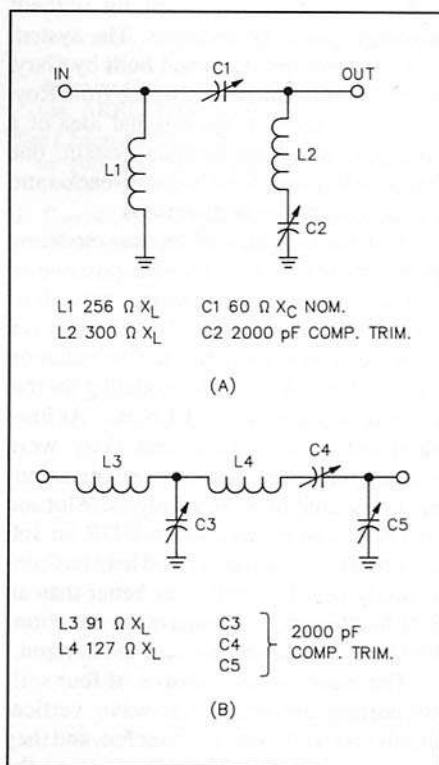 IN
C1
OUT
L1
L2
C2
L1 256 Ω XL
C1 60 Ω XC NOM.
L2 300 Ω XL
C2 2000 pF COMP. TRIM.
(A)
L3
L4
C4
C3
C5
L3 91 Ω XL
C3
L4 127 Ω XL
C4
2000 pF
C5
COMP. TRIM.
(B)